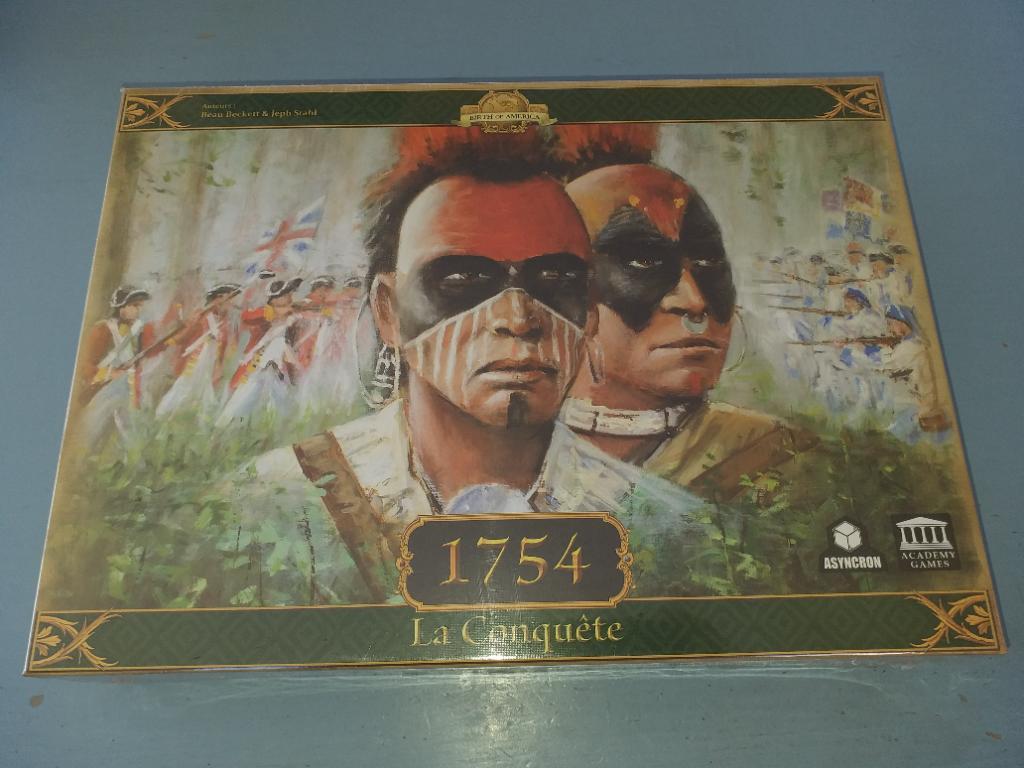 Auteurs :
Beau Beckett & Jeph Stahl
BIRTH OF AMERICA
1754
La Conquête
ASYNCRON
ACADEMY
GAMES